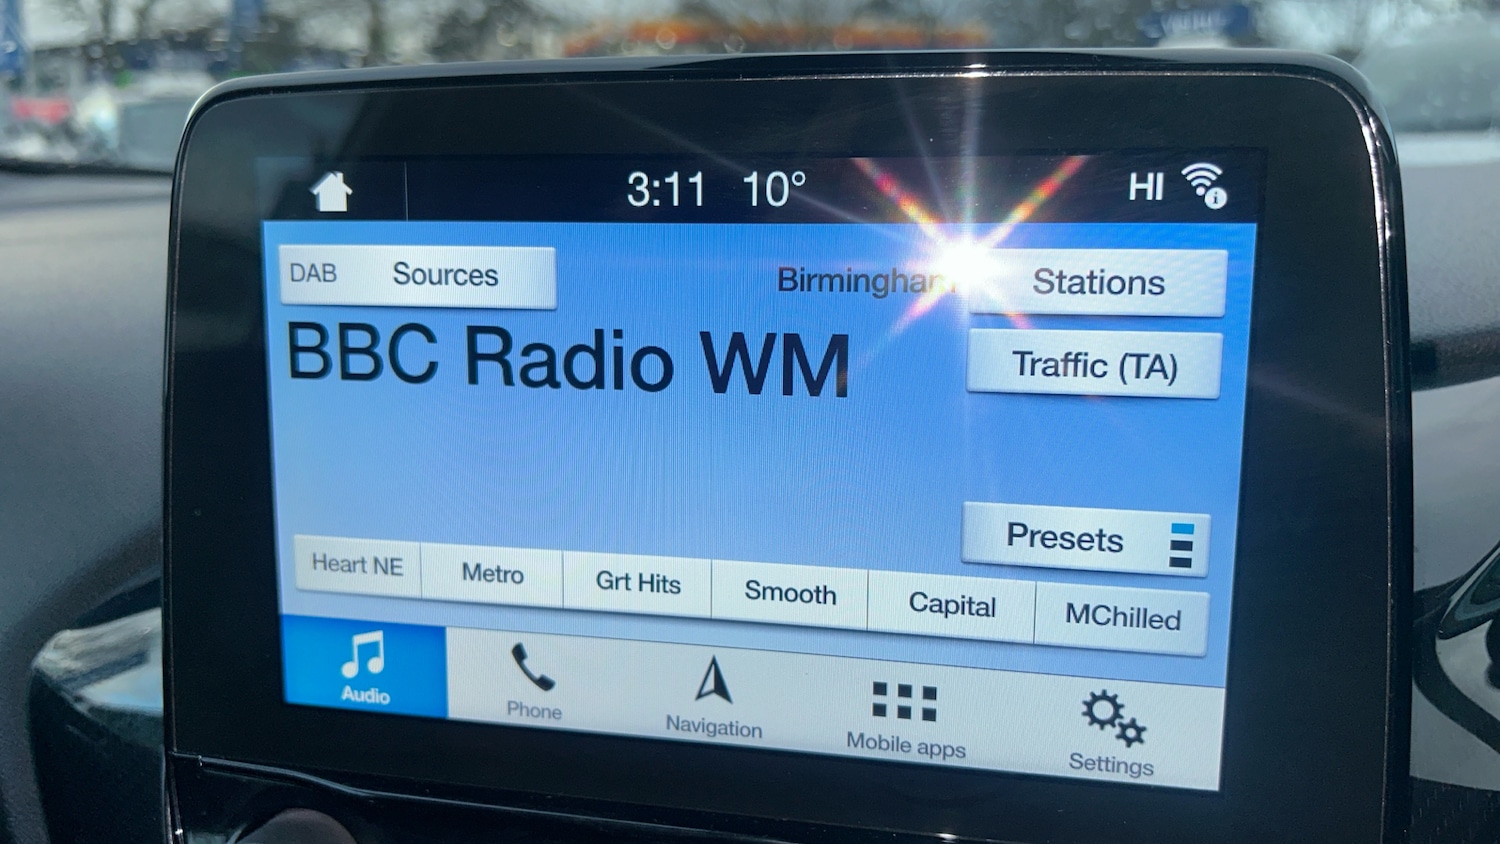 3:11 10° HI
DAB Sources
Birmingham
Stations
BBC Radio WM
Traffic (TA)
Presets
Heart NE Metro Grt Hits Smooth Capital MChilled
Audio Phone Navigation Mobile apps Settings